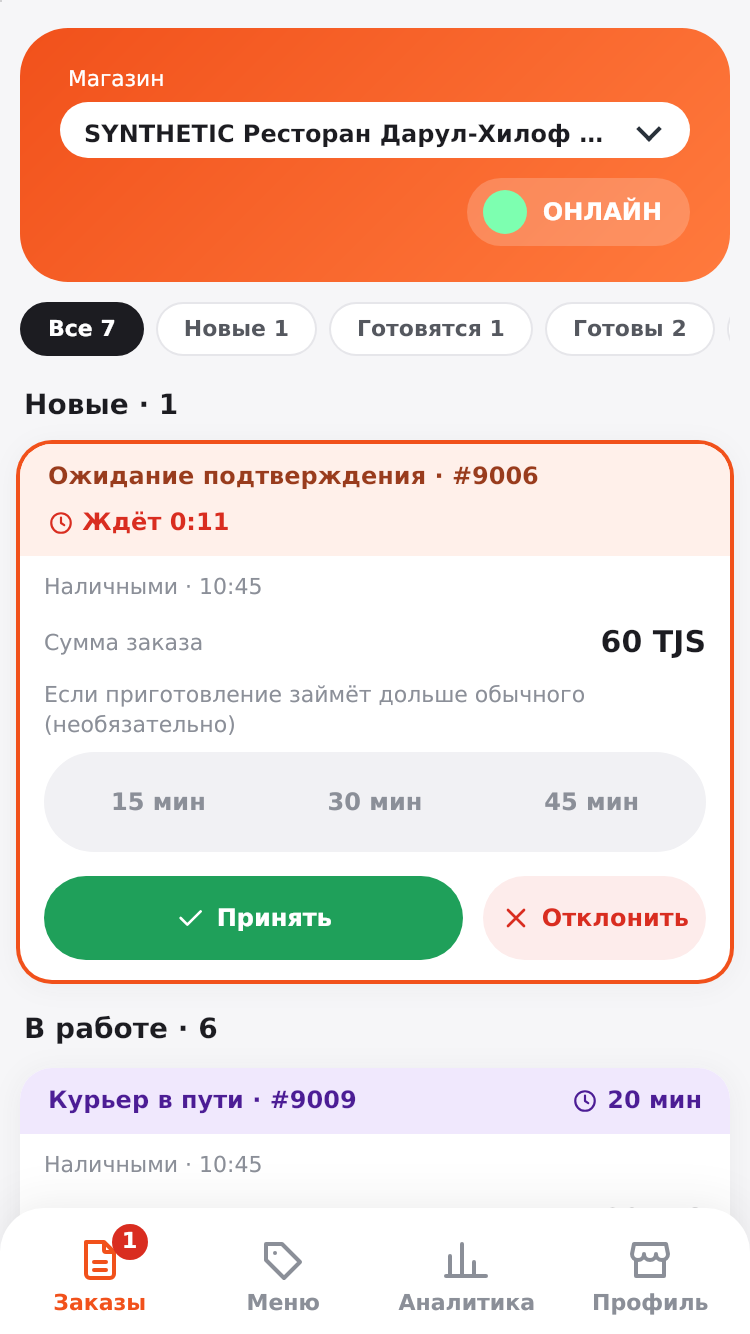 Магазин
SYNTHETIC Ресторан Дарул-Хилоф ...
ОНЛАЙН
Все 7
Новые 1
Готовятся 1
Готовы 2
Новые · 1
Ожидание подтверждения · #9006
Ждёт 0:11
Наличными · 10:45
Сумма заказа
60 TJS
Если приготовление займёт дольше обычного
(необязательно)
15 мин
30 мин
45 мин
Принять
Отклонить
В работе · 6
Курьер в пути · #9009
20 мин
Наличными · 10:45
1
Заказы
Меню
Аналитика
Профиль